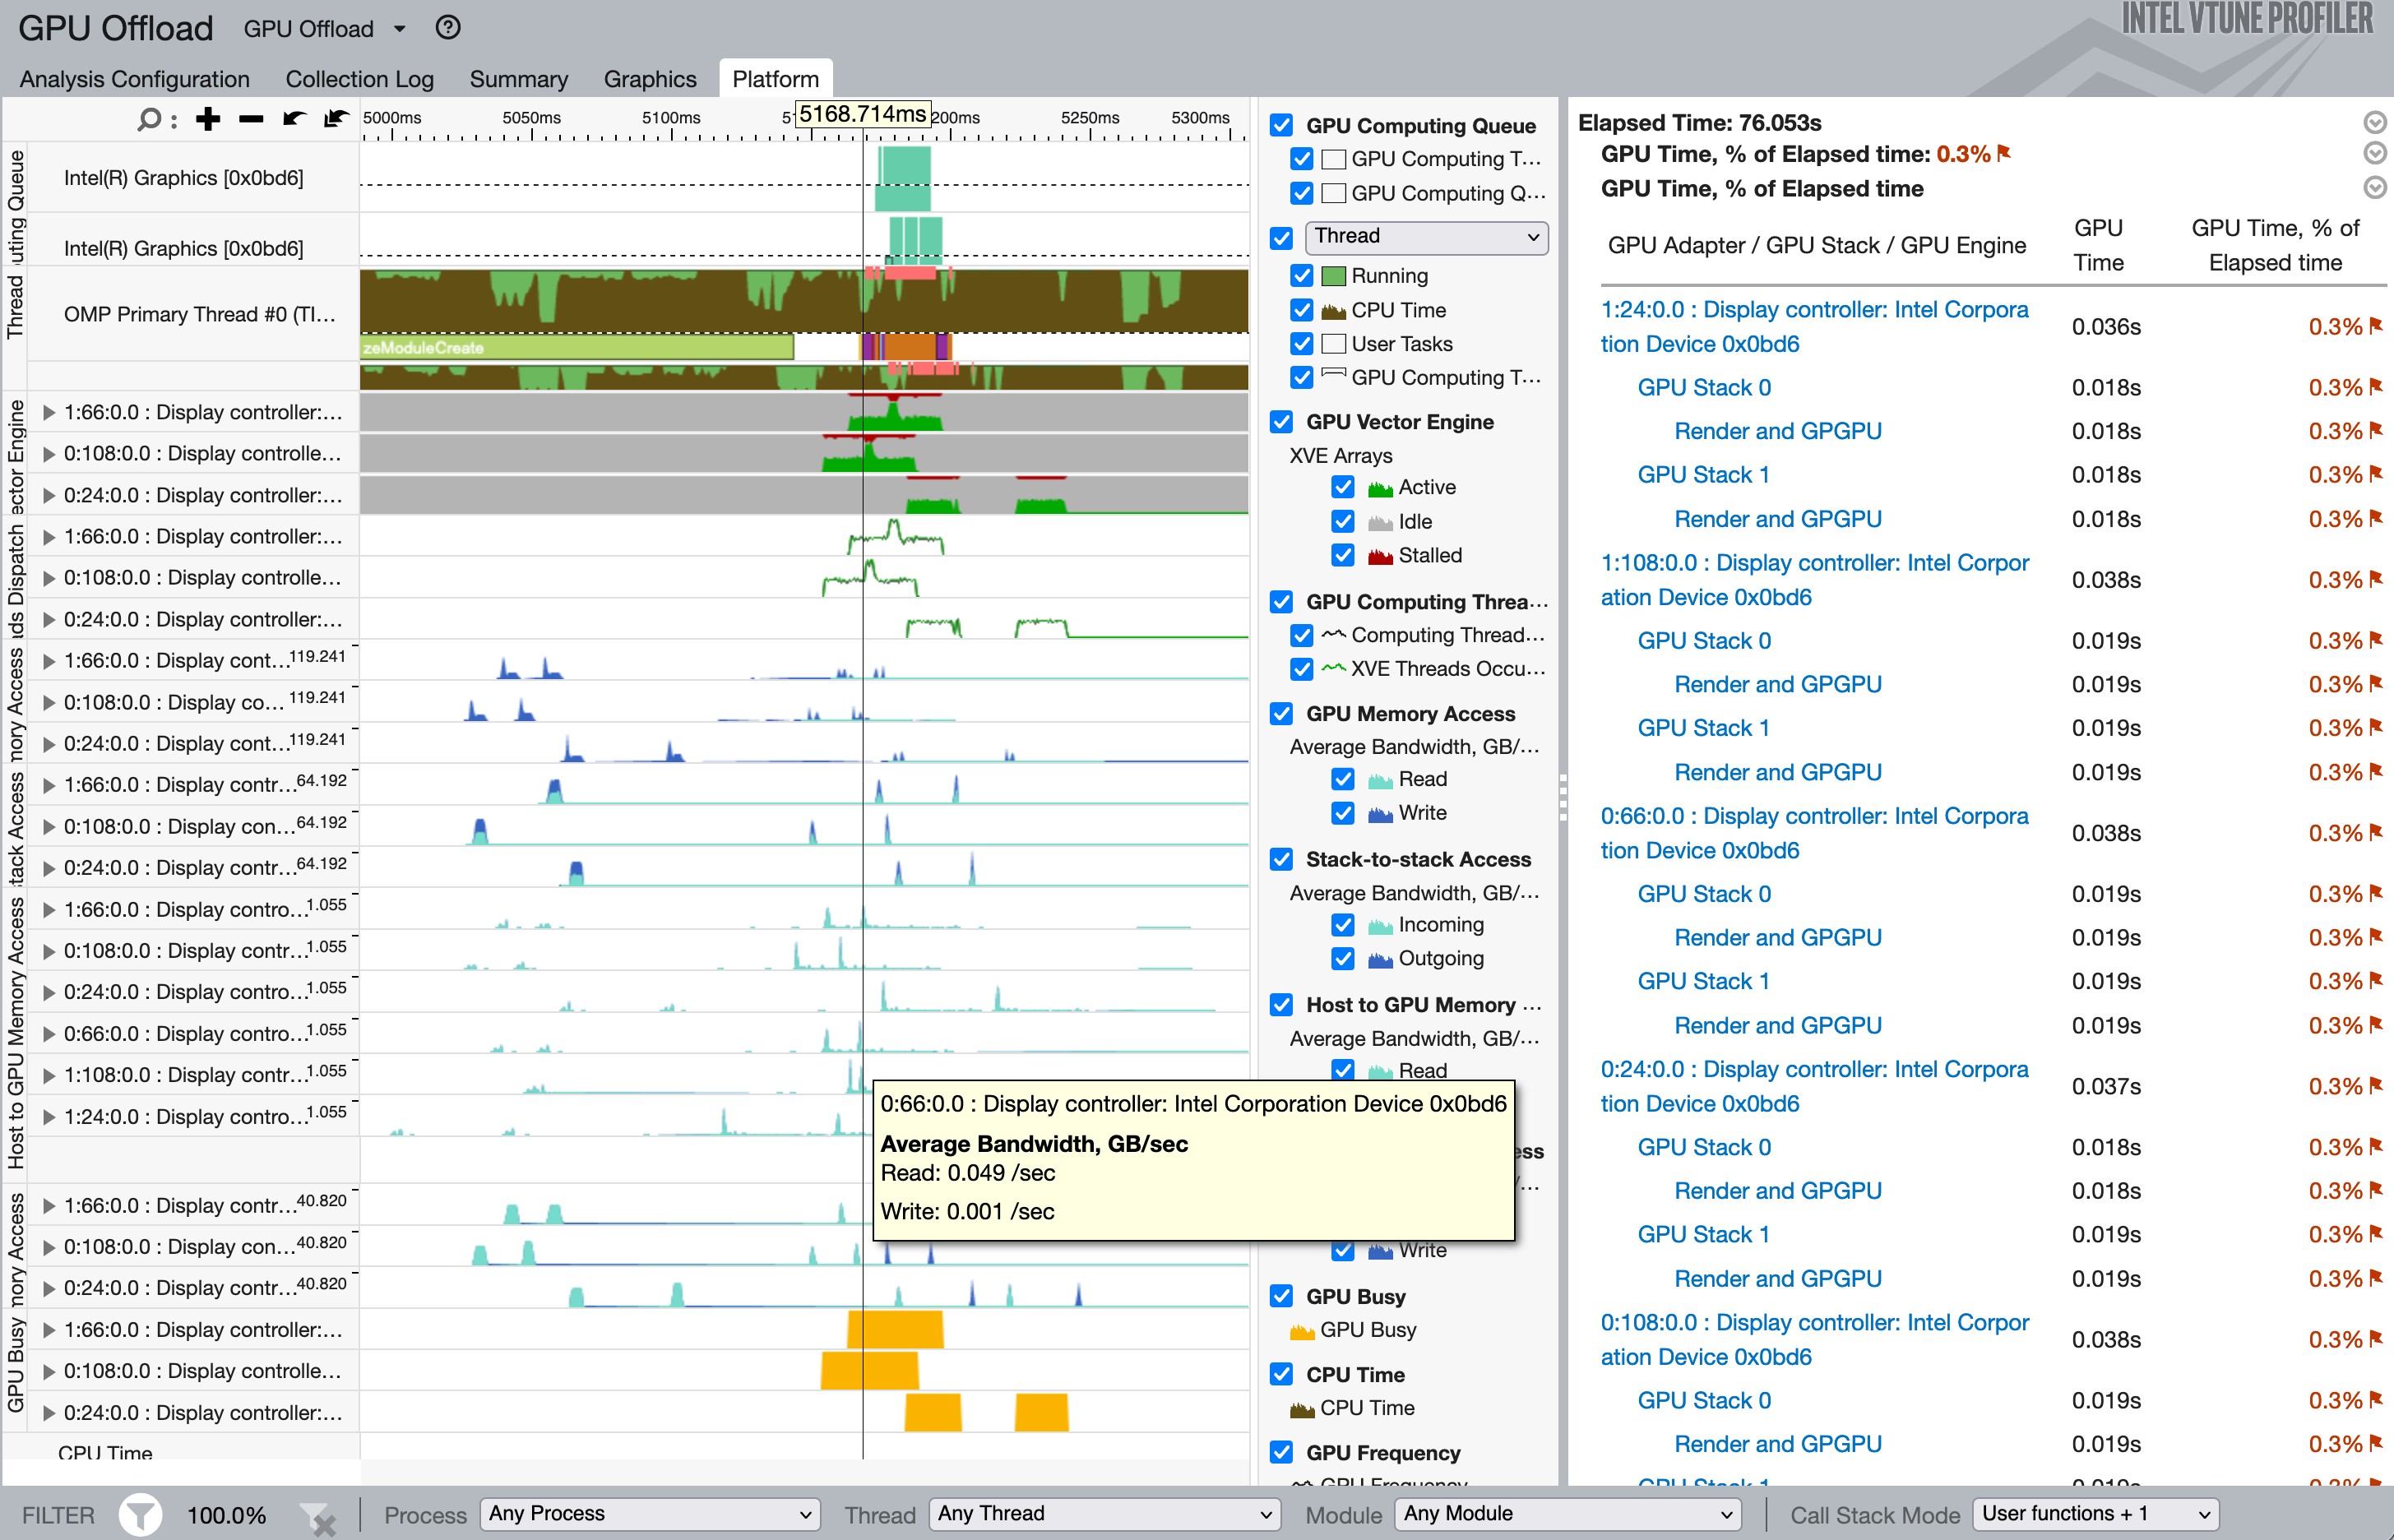 GPU Offload GPU Offload
INTEL VTUNE PROFILER
Analysis Configuration Collection Log Summary Graphics Platform
5000ms 5050ms 5100ms 5168.714ms 200ms 5250ms 5300ms
uting Queue
Intel(R) Graphics [0x0bd6]
Intel(R) Graphics [0x0bd6]
Thread
OMP Primary Thread #0 (TI...
zeModuleCreate
ector Engine
1:66:0.0 : Display controller:...
0:108:0.0 : Display controlle...
0:24:0.0 : Display controller:...
ads Dispatch
1:66:0.0 : Display controller:...
0:108:0.0 : Display controlle...
0:24:0.0 : Display controller:...
mory Access
1:66:0.0 : Display cont...119.241
0:108:0.0 : Display co...119.241
0:24:0.0 : Display cont...119.241
tack Access
1:66:0.0 : Display contr...64.192
0:108:0.0 : Display con...64.192
0:24:0.0 : Display contr...64.192
Host to GPU Memory Access
1:66:0.0 : Display contro...1.055
0:108:0.0 : Display contr...1.055
0:24:0.0 : Display contro...1.055
0:66:0.0 : Display contro...1.055
1:108:0.0 : Display contr...1.055
1:24:0.0 : Display contro...1.055
mory Access
1:66:0.0 : Display contr...40.820
0:108:0.0 : Display con...40.820
0:24:0.0 : Display contr...40.820
GPU Busy
1:66:0.0 : Display controller:...
0:108:0.0 : Display controlle...
0:24:0.0 : Display controller:...
CPU Time
0:66:0.0 : Display controller: Intel Corporation Device 0x0bd6
Average Bandwidth, GB/sec
Read: 0.049 /sec
Write: 0.001 /sec
GPU Computing Queue
GPU Computing T...
GPU Computing Q...
Thread
Running
CPU Time
User Tasks
GPU Computing T...
GPU Vector Engine
XVE Arrays
Active
Idle
Stalled
GPU Computing Threa...
Computing Thread...
XVE Threads Occu...
GPU Memory Access
Average Bandwidth, GB/...
Read
Write
Stack-to-stack Access
Average Bandwidth, GB/...
Incoming
Outgoing
Host to GPU Memory ...
Average Bandwidth, GB/...
Read
ess
/...
Write
GPU Busy
GPU Busy
CPU Time
CPU Time
GPU Frequency
GPU Frequency
Elapsed Time: 76.053s
GPU Time, % of Elapsed time: 0.3%
GPU Time, % of Elapsed time
GPU Adapter / GPU Stack / GPU Engine GPU Time GPU Time, % of Elapsed time
1:24:0.0 : Display controller: Intel Corpora
tion Device 0x0bd6 0.036s 0.3%
GPU Stack 0 0.018s 0.3%
Render and GPGPU 0.018s 0.3%
GPU Stack 1 0.018s 0.3%
Render and GPGPU 0.018s 0.3%
1:108:0.0 : Display controller: Intel Corpor
ation Device 0x0bd6 0.038s 0.3%
GPU Stack 0 0.019s 0.3%
Render and GPGPU 0.019s 0.3%
GPU Stack 1 0.019s 0.3%
Render and GPGPU 0.019s 0.3%
0:66:0.0 : Display controller: Intel Corpora
tion Device 0x0bd6 0.038s 0.3%
GPU Stack 0 0.019s 0.3%
Render and GPGPU 0.019s 0.3%
GPU Stack 1 0.019s 0.3%
Render and GPGPU 0.019s 0.3%
0:24:0.0 : Display controller: Intel Corpora
tion Device 0x0bd6 0.037s 0.3%
GPU Stack 0 0.018s 0.3%
Render and GPGPU 0.018s 0.3%
GPU Stack 1 0.019s 0.3%
Render and GPGPU 0.019s 0.3%
0:108:0.0 : Display controller: Intel Corpor
ation Device 0x0bd6 0.038s 0.3%
GPU Stack 0 0.019s 0.3%
Render and GPGPU 0.019s 0.3%
GPU Stack 1 0.019s 0.3%
FILTER 100.0% Process Any Process Thread Any Thread Module Any Module Call Stack Mode User functions + 1